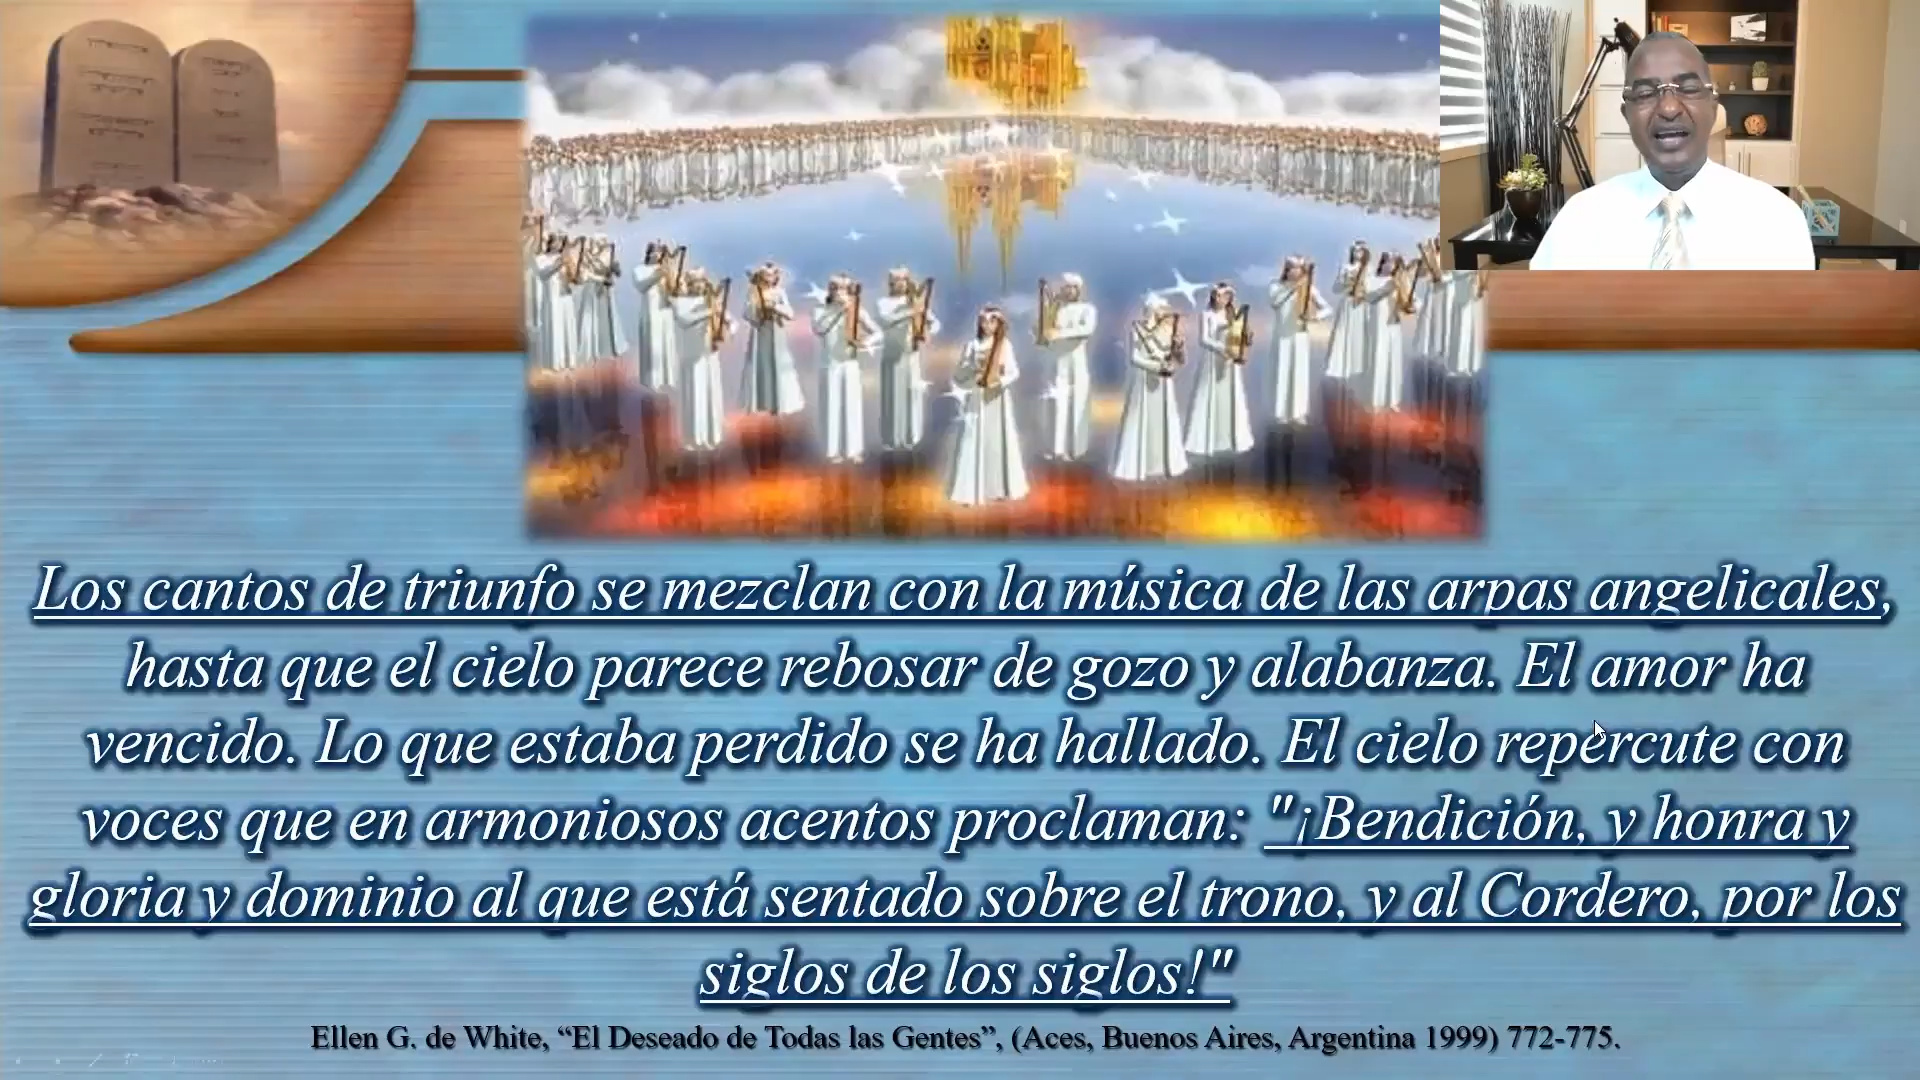 Los cantos de triunfo se mezclan con la música de las arpas angelicales,
hasta que el cielo parece rebosar de gozo y alabanza. El amor ha
vencido. Lo que estaba perdido se ha hallado. El cielo repercute con
voces que en armoniosos acentos proclaman: "¡Bendición, y honra y
gloria y dominio al que está sentado sobre el trono, y al Cordero, por los
siglos de los siglos!"
Ellen G. de White, “El Deseado de Todas las Gentes”, (Aces, Buenos Aires, Argentina 1999) 772-775.